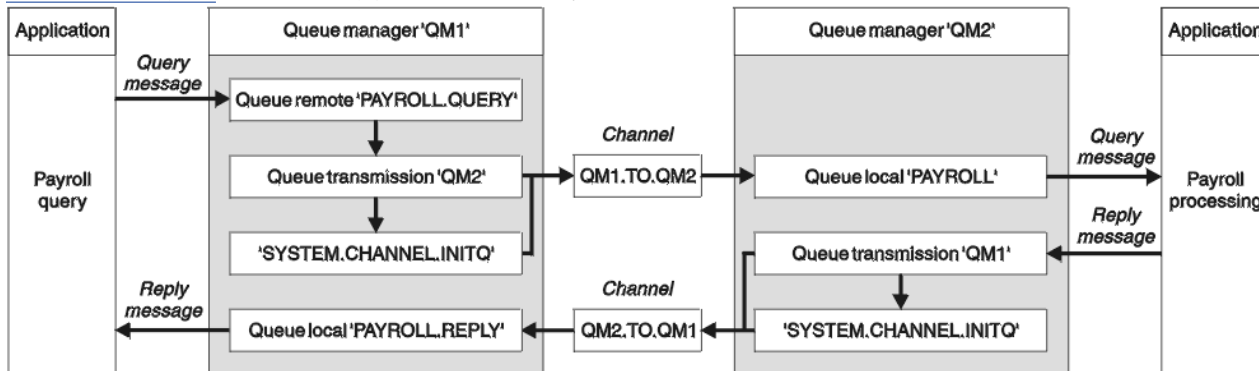 Application
Queue manager 'QM1'
Queue manager 'QM2'
Application
Query
message
Queue remote 'PAYROLL.QUERY'
Channel
Query
message
Payroll
query
Queue transmission 'QM2'
QM1.TO.QM2
Queue local 'PAYROLL'
Payroll
processing
Reply
message
'SYSTEM.CHANNEL.INITQ'
Queue transmission 'QM1'
Reply
message
Channel
Queue local 'PAYROLL.REPLY'
QM2.TO.QM1
'SYSTEM.CHANNEL.INITQ'